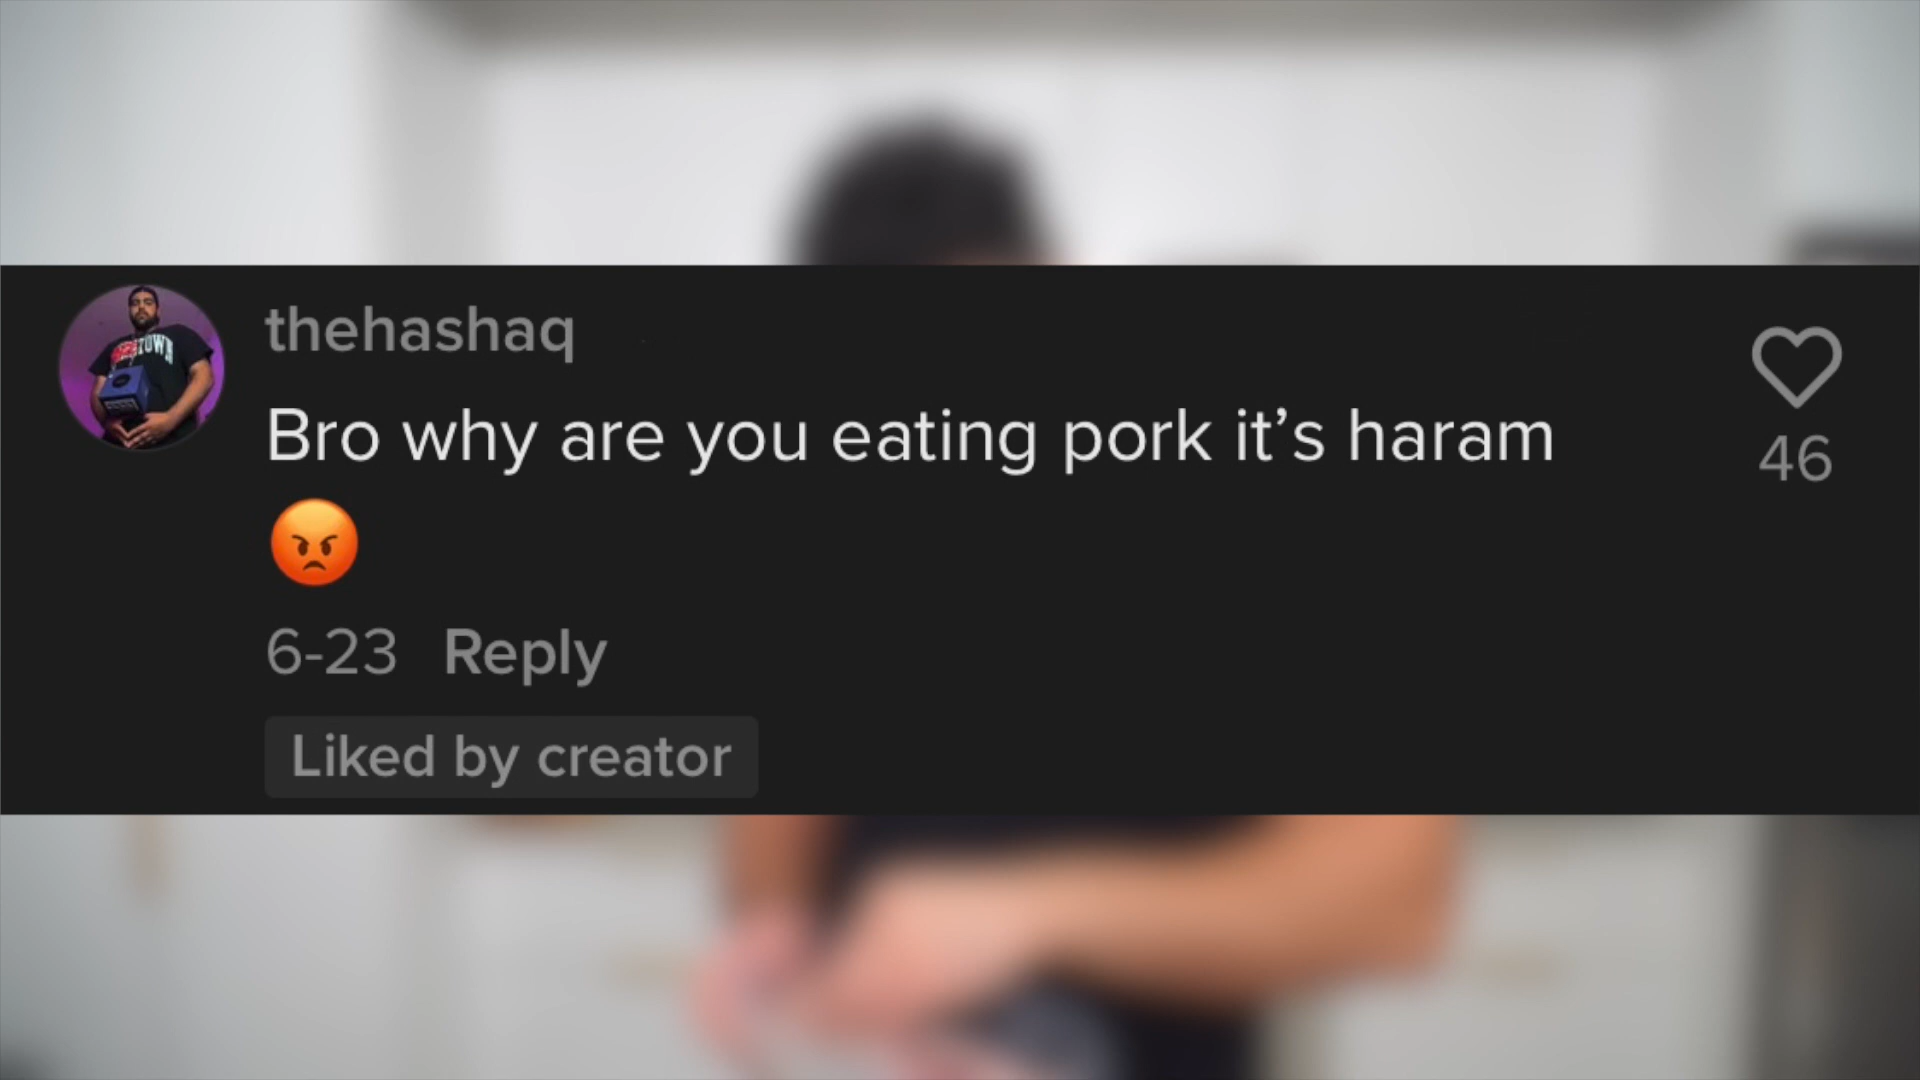 thehashaq
Bro why are you eating pork it’s haram
😡
46
6-23 Reply
Liked by creator